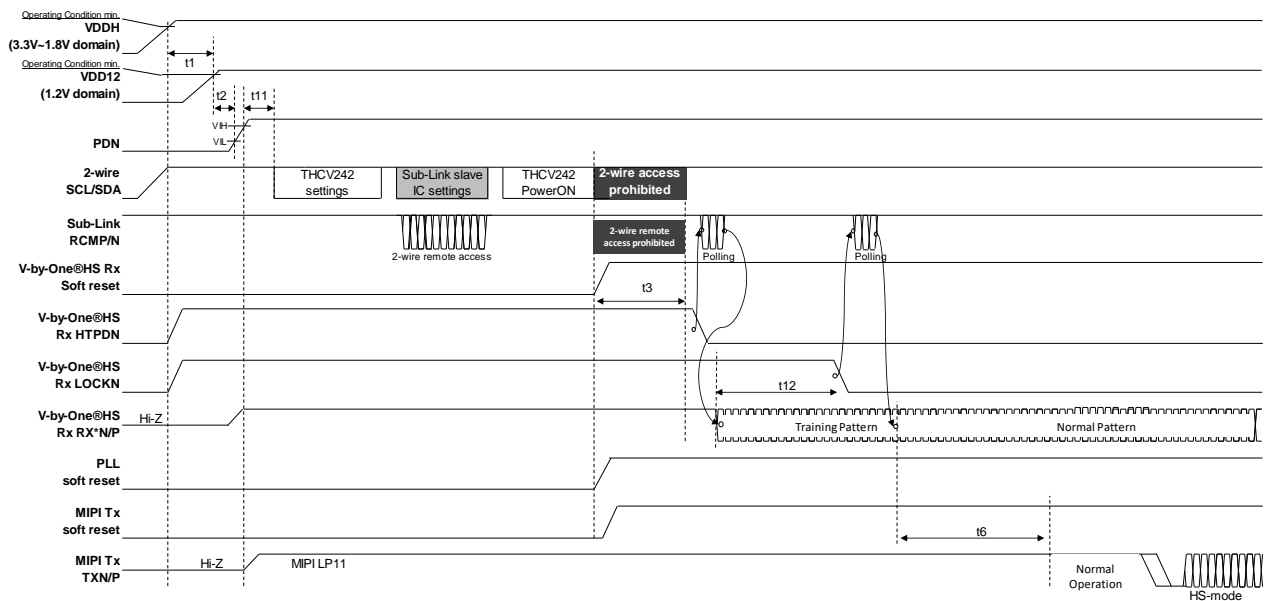 Operating Condition min.
VDDH
(3.3V~1.8V domain)
t1
Operating Condition min.
VDD12
(1.2V domain)
t2
t11
VIH
VIL
PDN
2-wire
SCL/SDA
THCV242
settings
Sub-Link slave
IC settings
THCV242
PowerON
2-wire access
prohibited
Sub-Link
RCMP/N
2-wire remote access
2-wire remote
access prohibited
Polling
Polling
V-by-One®HS Rx
Soft reset
t3
V-by-One®HS
Rx HTPDN
V-by-One®HS
Rx LOCKN
t12
V-by-One®HS
Rx RX*N/P
Hi-Z
Training Pattern
Normal Pattern
PLL
soft reset
MIPI Tx
soft reset
t6
MIPI Tx
TXN/P
Hi-Z
MIPI LP11
Normal
Operation
HS-mode